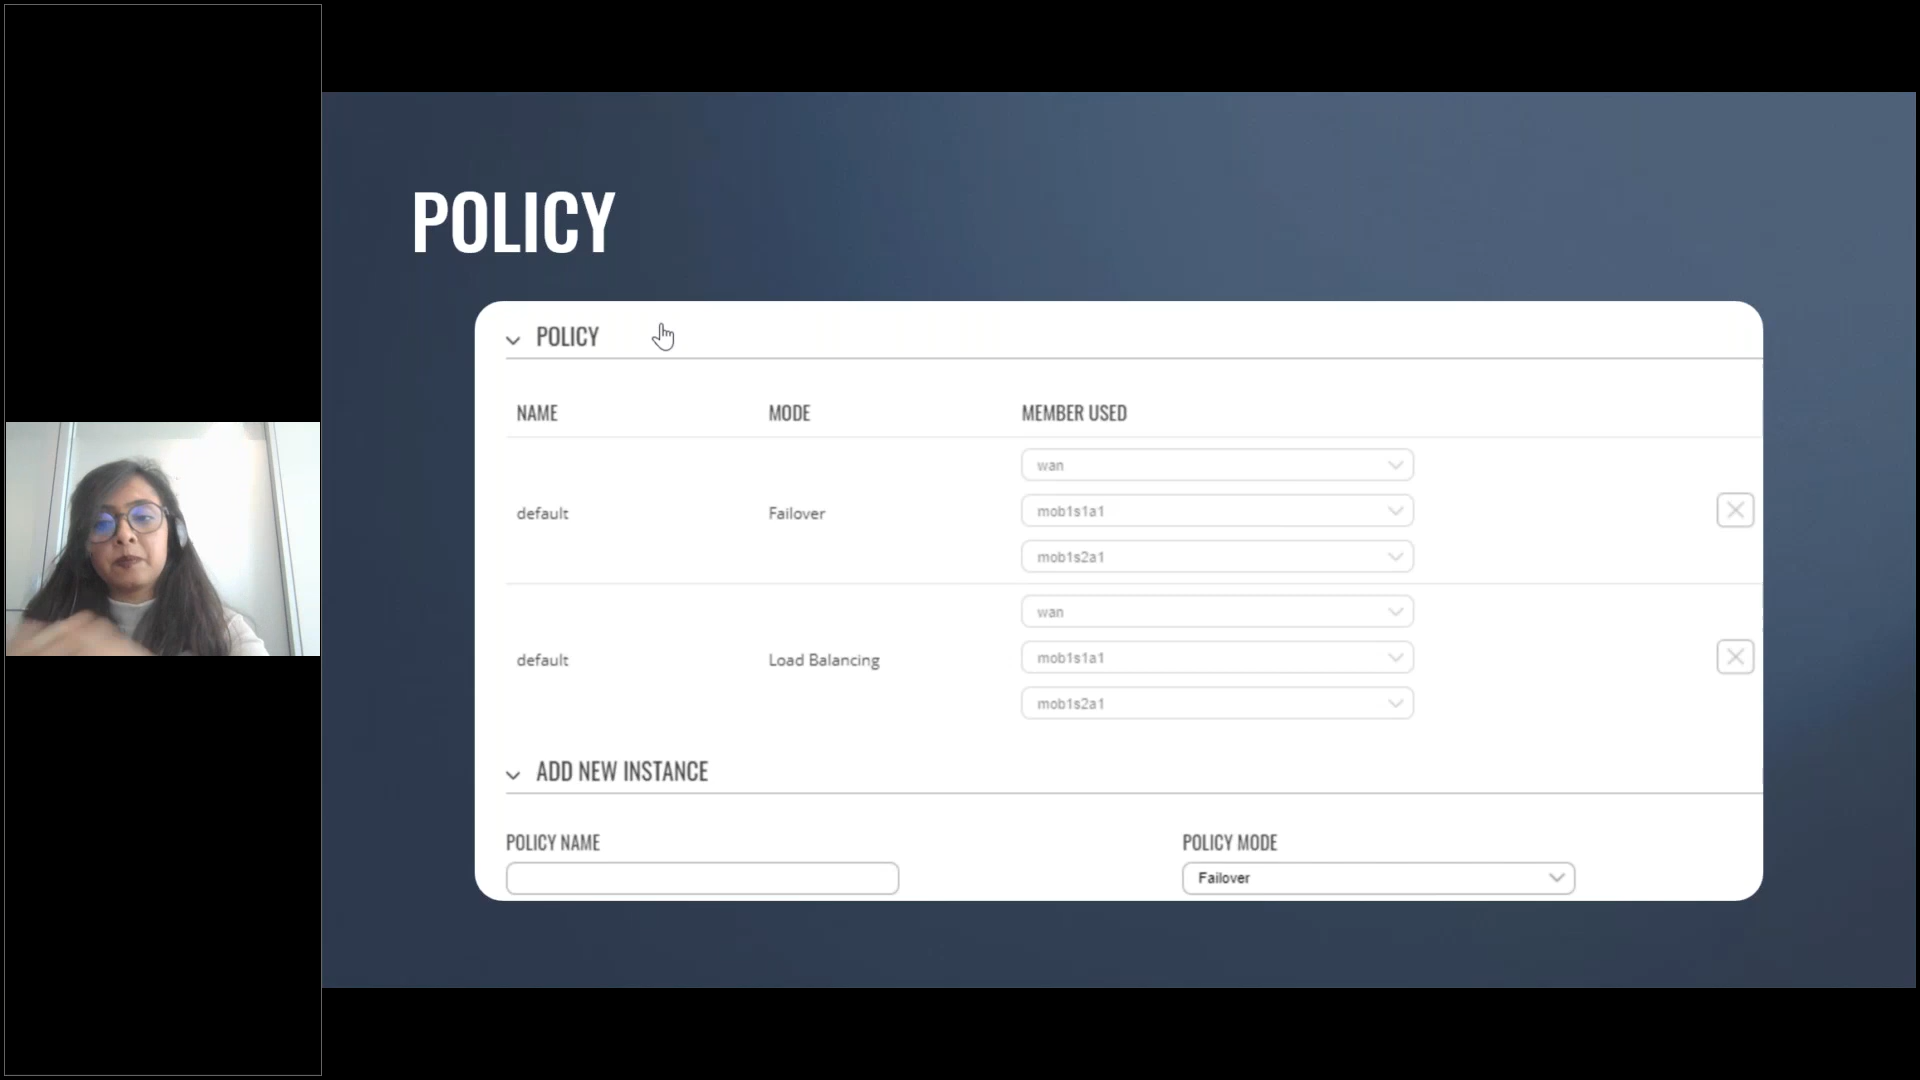 POLICY
POLICY
NAME MODE MEMBER USED
wan
default Failover mob1s1a1
mob1s2a1
wan
default Load Balancing mob1s1a1
mob1s2a1
ADD NEW INSTANCE
POLICY NAME POLICY MODE
Failover